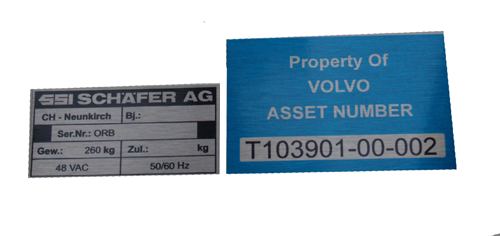 SSI SCHÄFER AG
CH - Neunkirch Bj.:
Ser.Nr.: ORB
Gew.: 260 kg Zul.: kg
48 VAC 50/60 Hz
Property Of
VOLVO
ASSET NUMBER
T103901-00-002